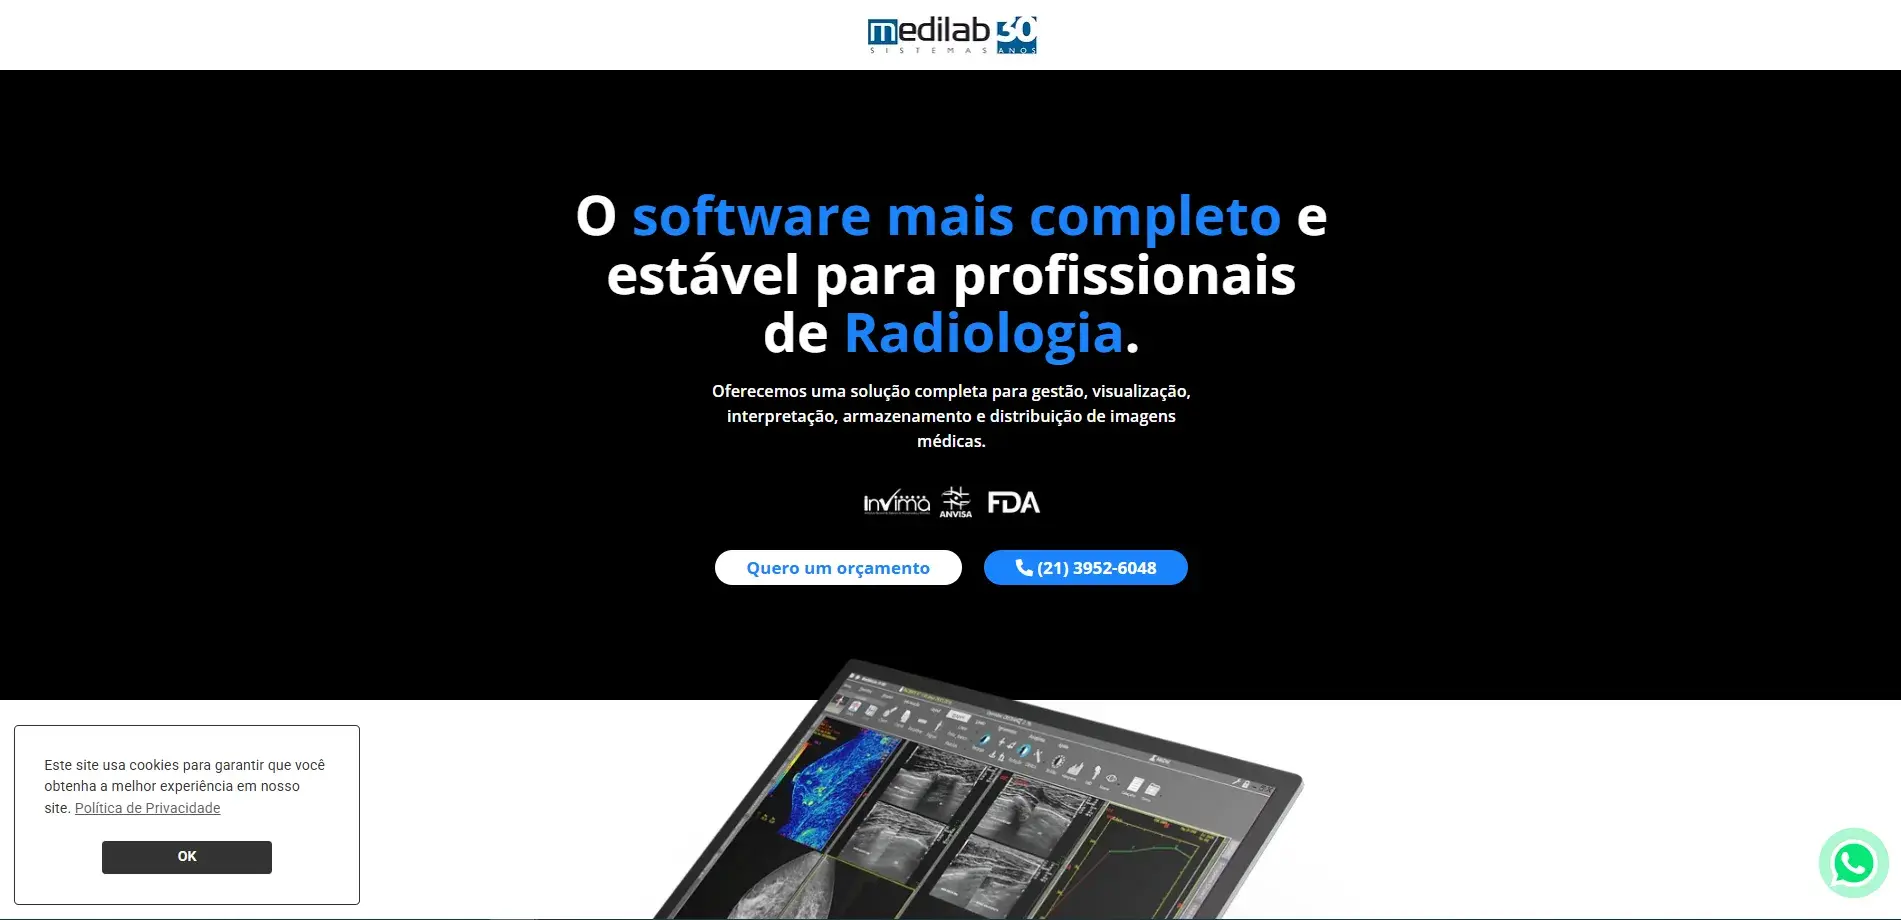 medilab 30
SISTEMAS ANOS
O software mais completo e
estável para profissionais
de Radiologia.
Oferecemos uma solução completa para gestão, visualização,
interpretação, armazenamento e distribuição de imagens
médicas.
invima ANVISA FDA
Quero um orçamento
(21) 3952-6048
Este site usa cookies para garantir que você
obtenha a melhor experiência em nosso
site. Política de Privacidade
OK